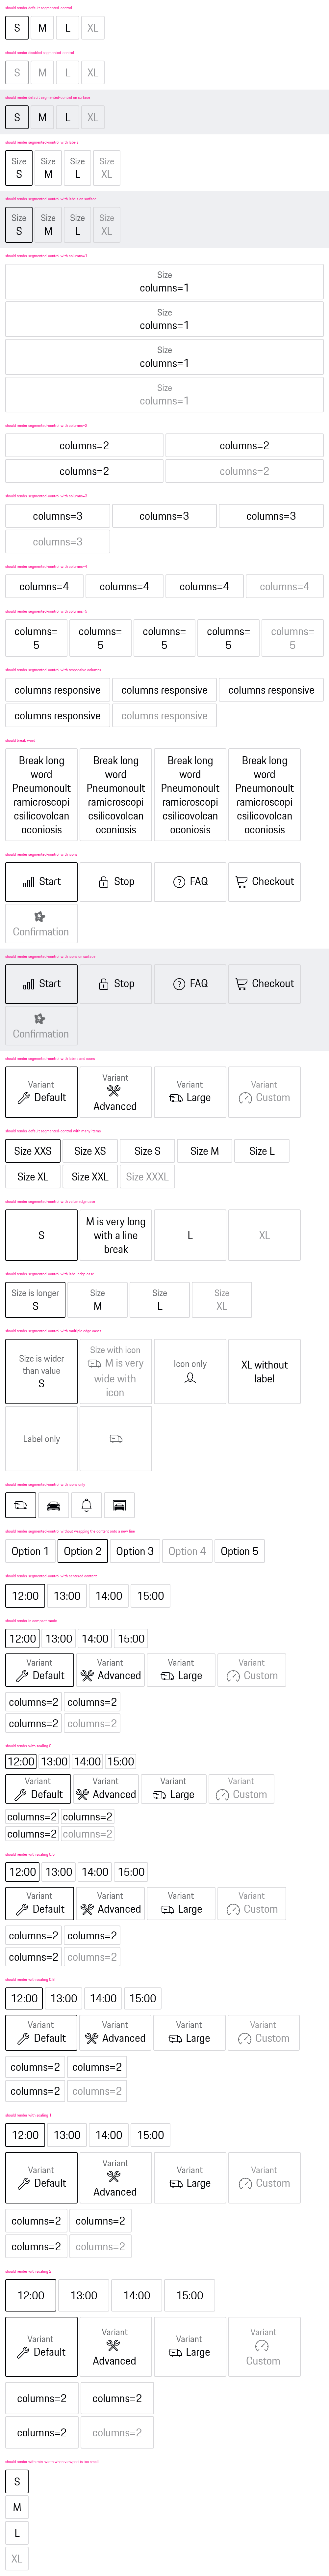 should render default segmented-control
S M L XL
should render disabled segmented-control
S M L XL
should render default segmented-control on surface
S M L XL
should render segmented-control with labels
Size Size Size Size
S M L XL
should render segmented-control with labels on surface
Size Size Size Size
S M L XL
should render segmented-control with columns=1
Size
columns=1
Size
columns=1
Size
columns=1
Size
columns=1
should render segmented-control with columns=2
columns=2 columns=2
columns=2 columns=2
should render segmented-control with columns=3
columns=3 columns=3 columns=3
columns=3
should render segmented-control with columns=4
columns=4 columns=4 columns=4 columns=4
should render segmented-control with columns=5
columns= columns= columns= columns= columns=
5 5 5 5 5
should render segmented-control with responsive columns
columns responsive columns responsive columns responsive
columns responsive columns responsive
should break word
Break long Break long Break long Break long
word word word word
Pneumonoult Pneumonoult Pneumonoult Pneumonoult
ramicroscopi ramicroscopi ramicroscopi ramicroscopi
csilicovolcan csilicovolcan csilicovolcan csilicovolcan
oconiosis oconiosis oconiosis oconiosis
should render segmented-control with icons
Start Stop FAQ Checkout
Confirmation
should render segmented-control with icons on surface
Start Stop FAQ Checkout
Confirmation
should render segmented-control with labels and icons
Variant Variant Variant Variant
Default Advanced Large Custom
should render default segmented-control with many items
Size XXS Size XS Size S Size M Size L
Size XL Size XXL Size XXXL
should render segmented-control with value edge case
S M is very long L XL
with a line
break
should render segmented-control with label edge case
Size is longer Size Size Size
S M L XL
should render segmented-control with multiple edge cases
Size is wider
than value
S
Size with icon
M is very
wide with
icon
Icon only
XL without
label
Label only
should render segmented-control with icons only
should render segmented-control without wrapping the content onto a new line
Option 1 Option 2 Option 3 Option 4 Option 5
should render segmented-control with centered content
12:00 13:00 14:00 15:00
should render in compact mode
12:00 13:00 14:00 15:00
Variant Variant Variant Variant
Default Advanced Large Custom
columns=2 columns=2
columns=2 columns=2
should render with scaling 0
12:00 13:00 14:00 15:00
Variant Variant Variant Variant
Default Advanced Large Custom
columns=2 columns=2
columns=2 columns=2
should render with scaling 0.5
12:00 13:00 14:00 15:00
Variant Variant Variant Variant
Default Advanced Large Custom
columns=2 columns=2
columns=2 columns=2
should render with scaling 0.8
12:00 13:00 14:00 15:00
Variant Variant Variant Variant
Default Advanced Large Custom
columns=2 columns=2
columns=2 columns=2
should render with scaling 1
12:00 13:00 14:00 15:00
Variant Variant Variant Variant
Default Advanced Large Custom
columns=2 columns=2
columns=2 columns=2
should render with scaling 2
12:00 13:00 14:00 15:00
Variant Variant Variant Variant
Default Advanced Large Custom
columns=2 columns=2
columns=2 columns=2
should render with min-width when viewport is too small
S
M
L
XL